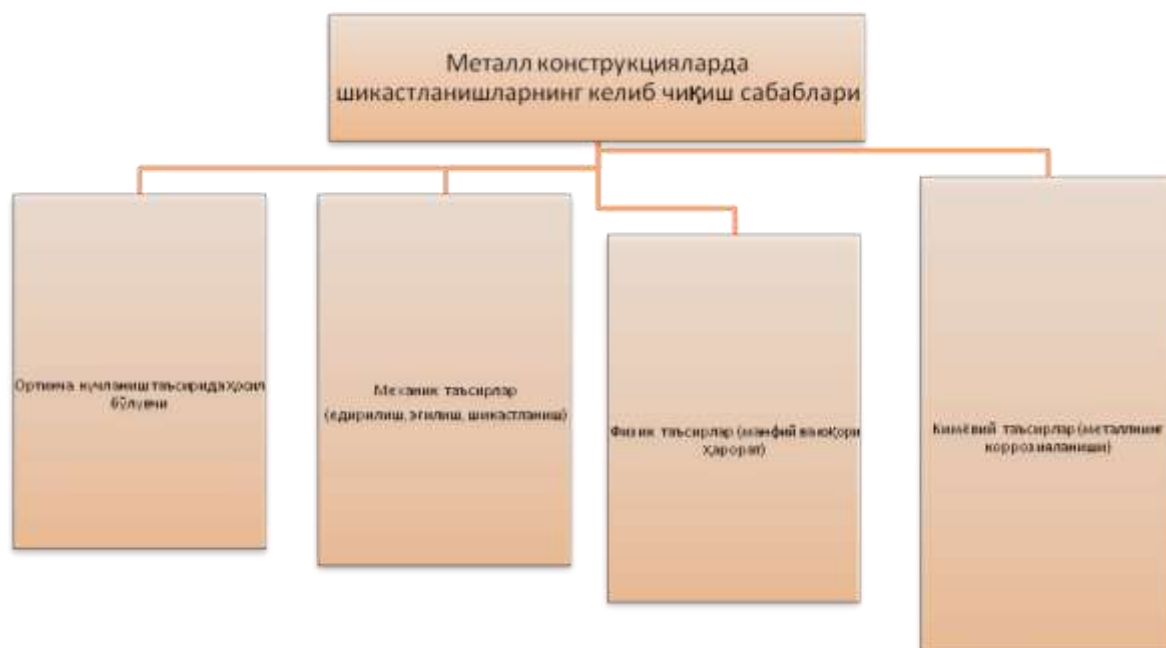 Металл конструкцияларда
шикастланишларнинг келиб чиқиш сабаблари
Ортиқча кучланиш таъсирида ҳосил
бўлувчи
Механик таъсирлар
(едирилиш, эгилиш, шикастланиш)
Физик таъсирлар (манфий ва юқори
ҳарорат)
Кимёвий таъсирлар (металлнинг
коррозияланиши)